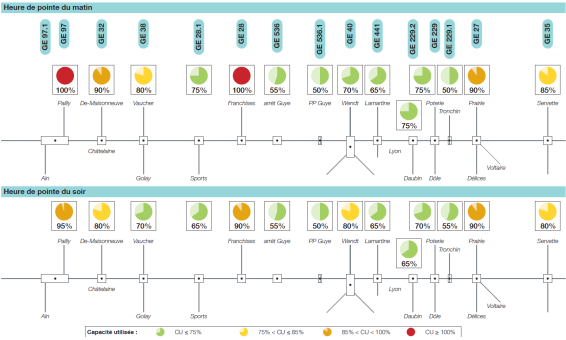 Heure de pointe du matin
GE 97.1 GE 97 GE 32 GE 38 GE 28.1 GE 28 GE 536 GE 536.1 GE 40 GE 441 GE 229.2 GE 229 GE 229.1 GE 27 GE 35
100% 90% 80% 75% 100% 55% 50% 70% 65% 75% 50% 90% 85%
Pailly De-Maisonneuve Vaucher Franchises arrêt Guye PP Guye Wendt Lamartine Poterie Prairie Servette
Tronchin
75%
Châtelaine Lyon
Voltaire
Ain Golay Sports Daubin Dôle Délices
Heure de pointe du soir
95% 80% 70% 65% 90% 55% 50% 80% 65% 70% 55% 90% 80%
Pailly De-Maisonneuve Vaucher Franchises arrêt Guye PP Guye Wendt Lamartine Poterie Prairie Servette
Tronchin
65%
Châtelaine Lyon
Voltaire
Ain Golay Sports Daubin Dôle Délices
Capacité utilisée : CU ≤ 75% 75% < CU ≤ 85% 85% < CU < 100% CU ≥ 100%